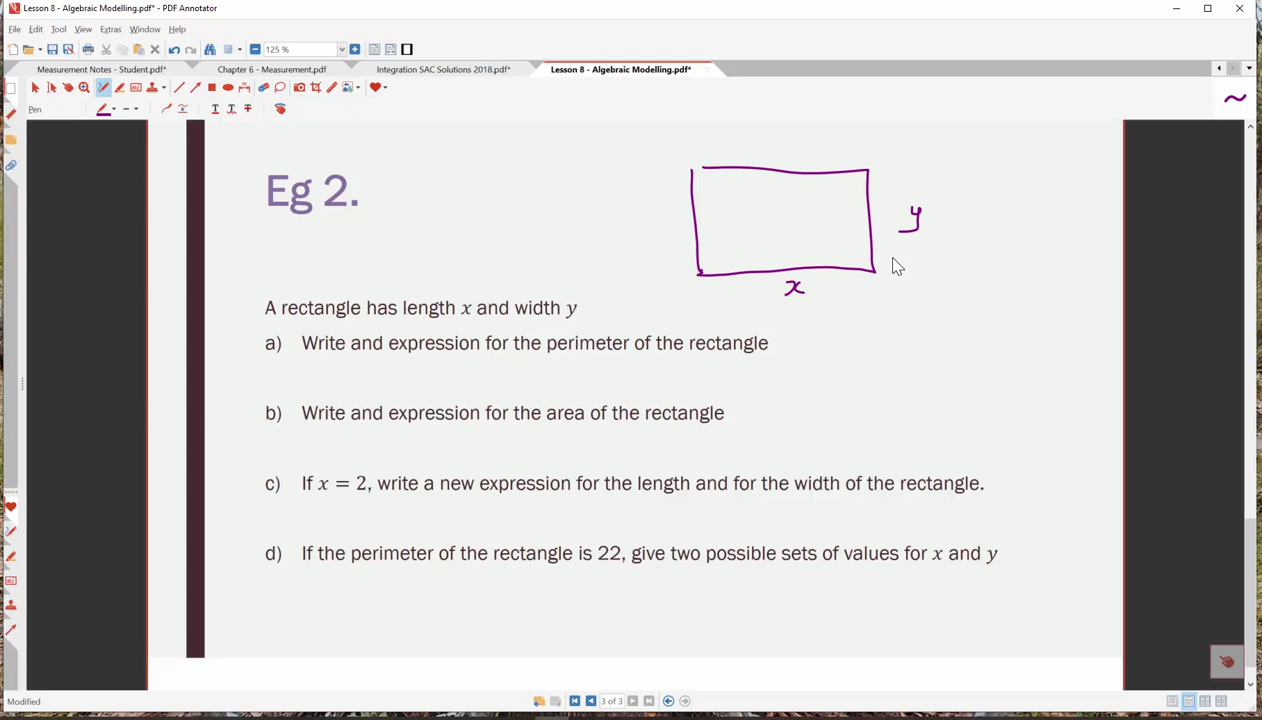 Lesson 8 - Algebraic Modelling.pdf* - PDF Annotator
File Edit Tool View Extras Window Help
125 %
Measurement Notes - Student.pdf* Chapter 6 - Measurement.pdf Integration SAC Solutions 2018.pdf* Lesson 8 - Algebraic Modelling.pdf*
Pen
Eg 2.
y
x
A rectangle has length x and width y
a) Write and expression for the perimeter of the rectangle
b) Write and expression for the area of the rectangle
c) If x = 2, write a new expression for the length and for the width of the rectangle.
d) If the perimeter of the rectangle is 22, give two possible sets of values for x and y
Modified
3 of 3